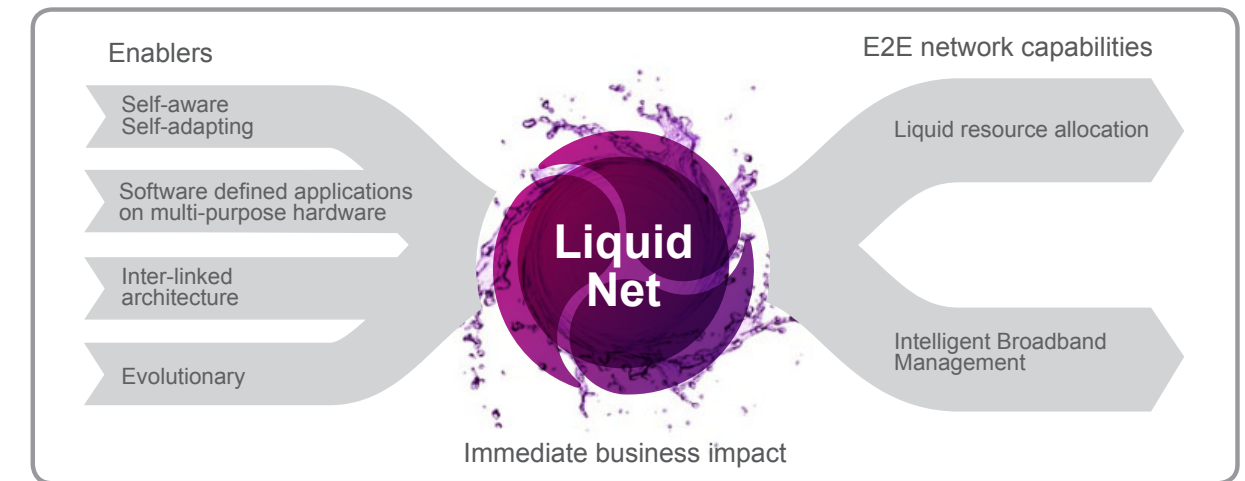 Enablers
Self-aware
Self-adapting
Software defined applications
on multi-purpose hardware
Inter-linked
architecture
Evolutionary
Liquid
Net
Immediate business impact
E2E network capabilities
Liquid resource allocation
Intelligent Broadband
Management